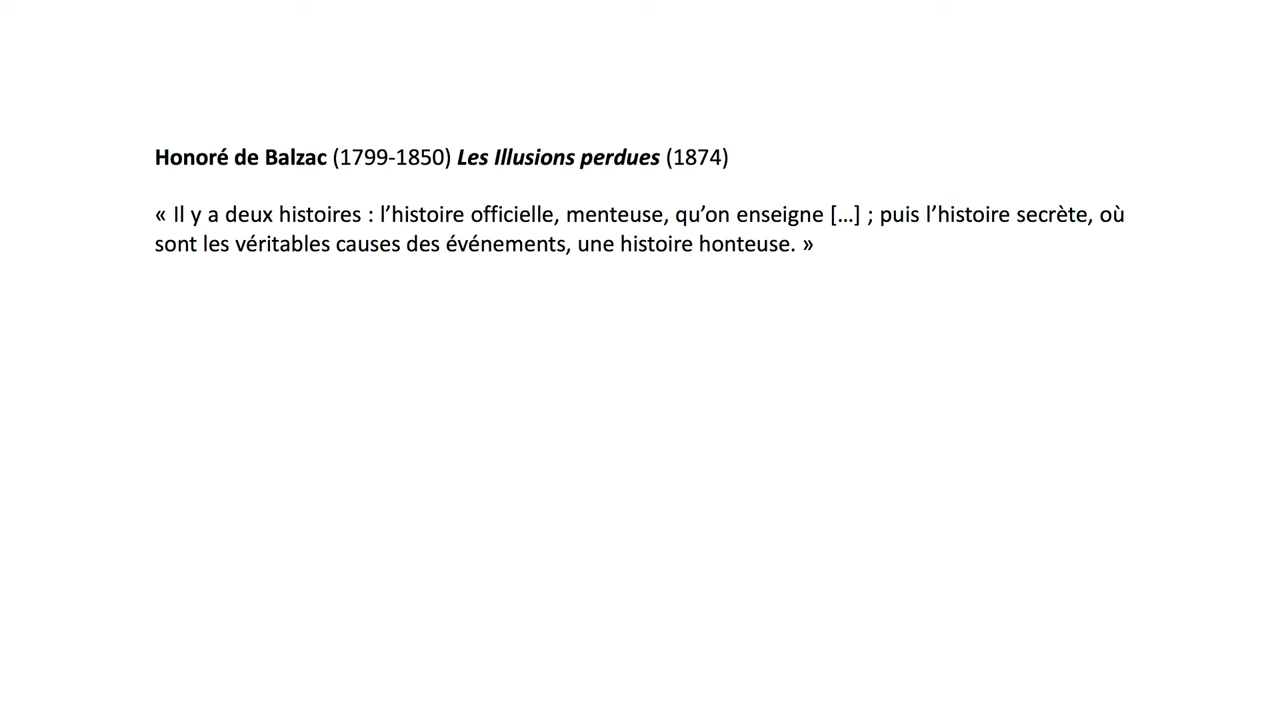 Honoré de Balzac (1799-1850) Les Illusions perdues (1874)
« Il y a deux histoires : l’histoire officielle, menteuse, qu’on enseigne […] ; puis l’histoire secrète, où
sont les véritables causes des événements, une histoire honteuse. »